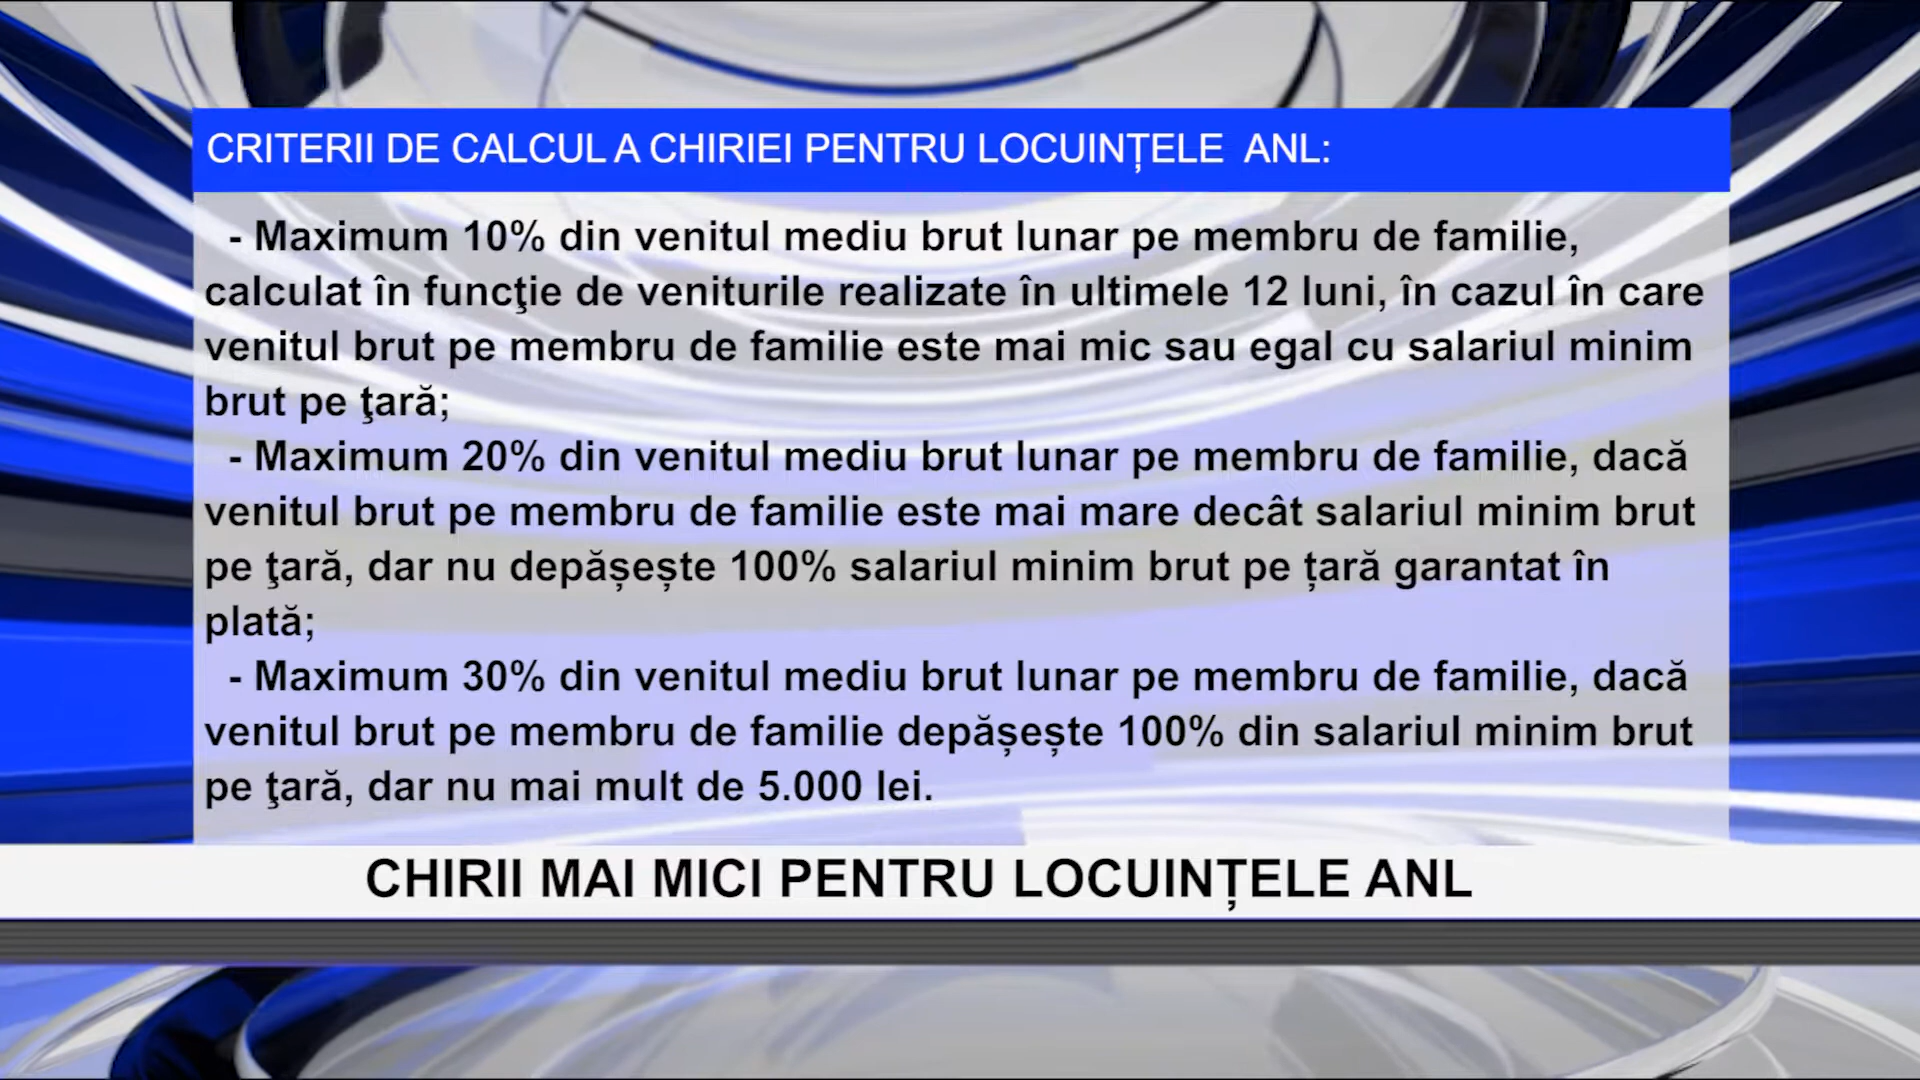 CRITERII DE CALCUL A CHIRIEI PENTRU LOCUINȚELE  ANL:
- Maximum 10% din venitul mediu brut lunar pe membru de familie,
calculat în funcţie de veniturile realizate în ultimele 12 luni, în cazul în care
venitul brut pe membru de familie este mai mic sau egal cu salariul minim
brut pe ţară;
- Maximum 20% din venitul mediu brut lunar pe membru de familie, dacă
venitul brut pe membru de familie este mai mare decât salariul minim brut
pe ţară, dar nu depășește 100% salariul minim brut pe țară garantat în
plată;
- Maximum 30% din venitul mediu brut lunar pe membru de familie, dacă
venitul brut pe membru de familie depășește 100% din salariul minim brut
pe ţară, dar nu mai mult de 5.000 lei.
CHIRII MAI MICI PENTRU LOCUINȚELE ANL